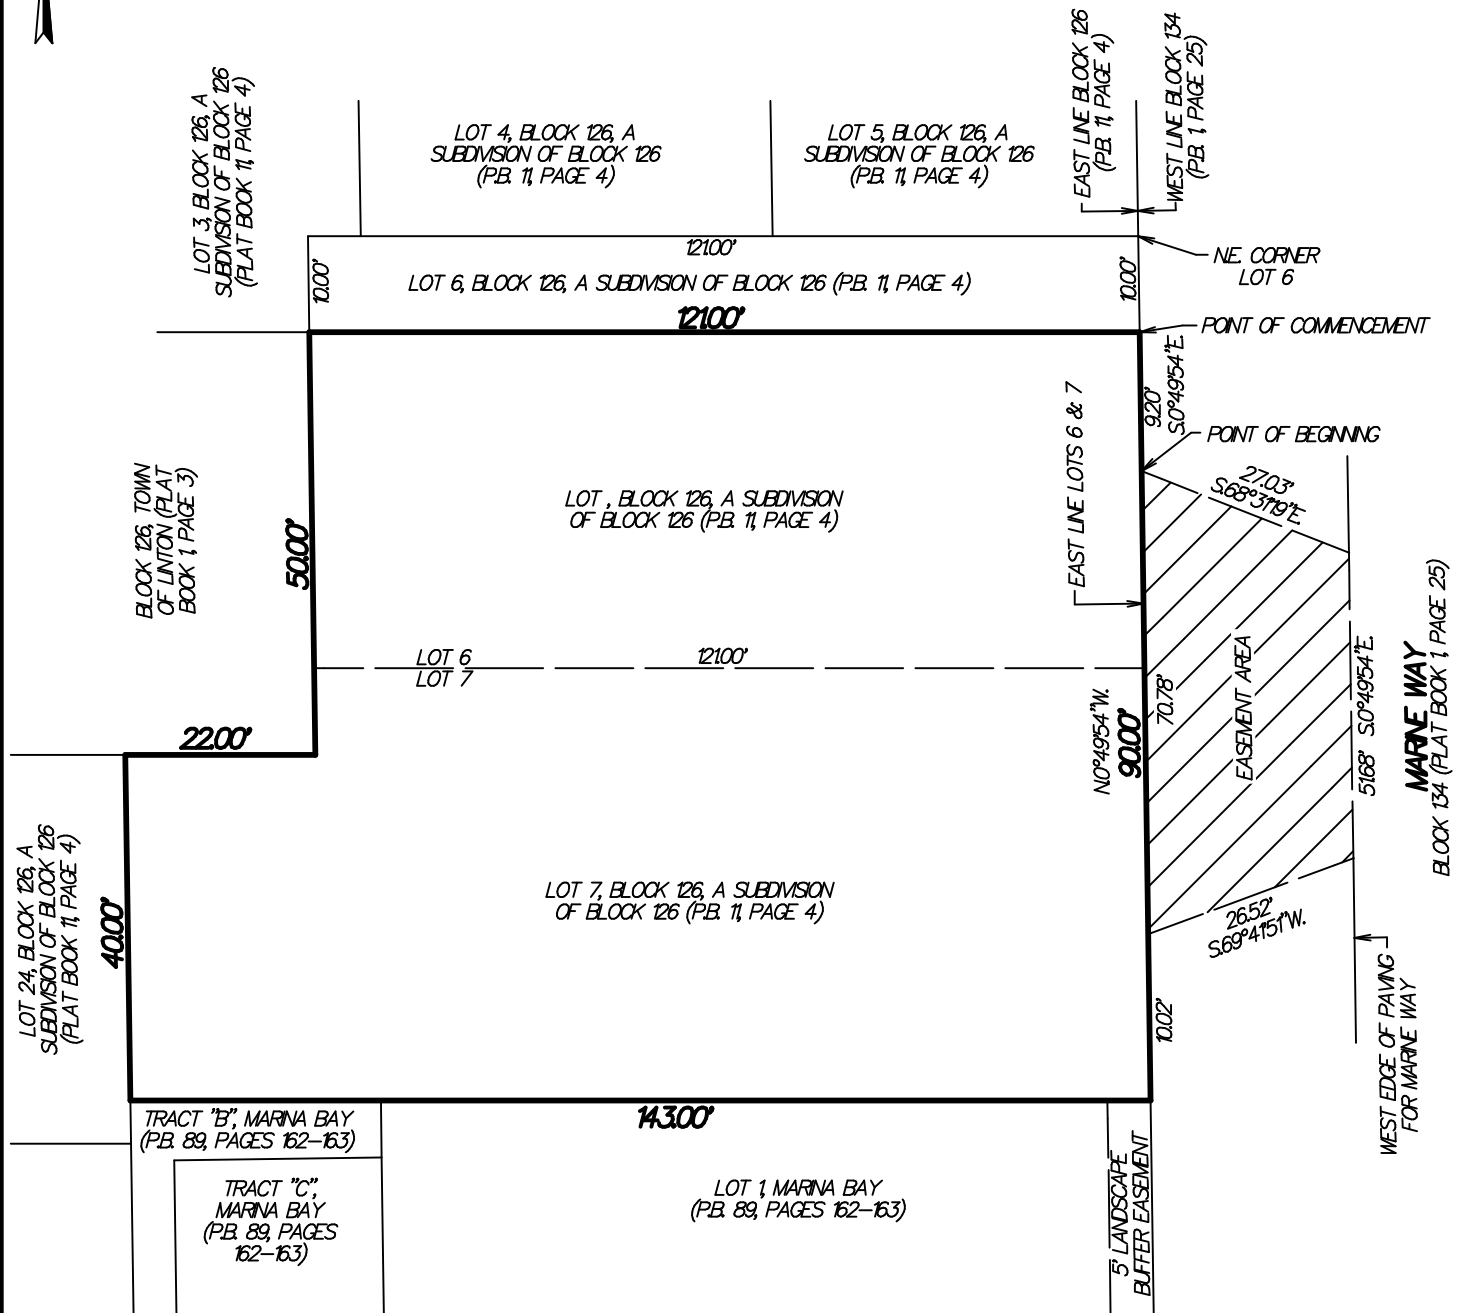 EAST LINE BLOCK 126
(P.B. 11, PAGE 4)
WEST LINE BLOCK 134
(P.B. 1, PAGE 25)
LOT 3, BLOCK 126, A
SUBDIVISION OF BLOCK 126
(PLAT BOOK 11, PAGE 4)
LOT 4, BLOCK 126, A
SUBDIVISION OF BLOCK 126
(P.B. 11, PAGE 4)
LOT 5, BLOCK 126, A
SUBDIVISION OF BLOCK 126
(P.B. 11, PAGE 4)
121.00'
N.E. CORNER
LOT 6
10.00'
LOT 6, BLOCK 126, A SUBDIVISION OF BLOCK 126 (P.B. 11, PAGE 4)
10.00'
121.00'
POINT OF COMMENCEMENT
9.20'
S.0°49'54"E.
EAST LINE LOTS 6 & 7
POINT OF BEGINNING
27.03'
S.68°31'19"E.
BLOCK 126, TOWN
OF LINTON (PLAT
BOOK 1, PAGE 3)
50.00'
LOT , BLOCK 126, A SUBDIVISION
OF BLOCK 126 (P.B. 11, PAGE 4)
LOT 6
121.00'
LOT 7
N.0°49'54"W.
90.00'
70.78'
EASEMENT AREA
51.68' S.0°49'54"E.
MARINE WAY
BLOCK 134 (PLAT BOOK 1, PAGE 25)
22.00'
LOT 24, BLOCK 126, A
SUBDIVISION OF BLOCK 126
(PLAT BOOK 11, PAGE 4)
40.00'
LOT 7, BLOCK 126, A SUBDIVISION
OF BLOCK 126 (P.B. 11, PAGE 4)
26.52'
S.69°41'51"W.
10.02'
WEST EDGE OF PAVING
FOR MARINE WAY
TRACT "B", MARINA BAY
(P.B. 89, PAGES 162-163)
143.00'
TRACT "C",
MARINA BAY
(P.B. 89, PAGES
162-163)
LOT 1, MARINA BAY
(P.B. 89, PAGES 162-163)
5' LANDSCAPE
BUFFER EASEMENT